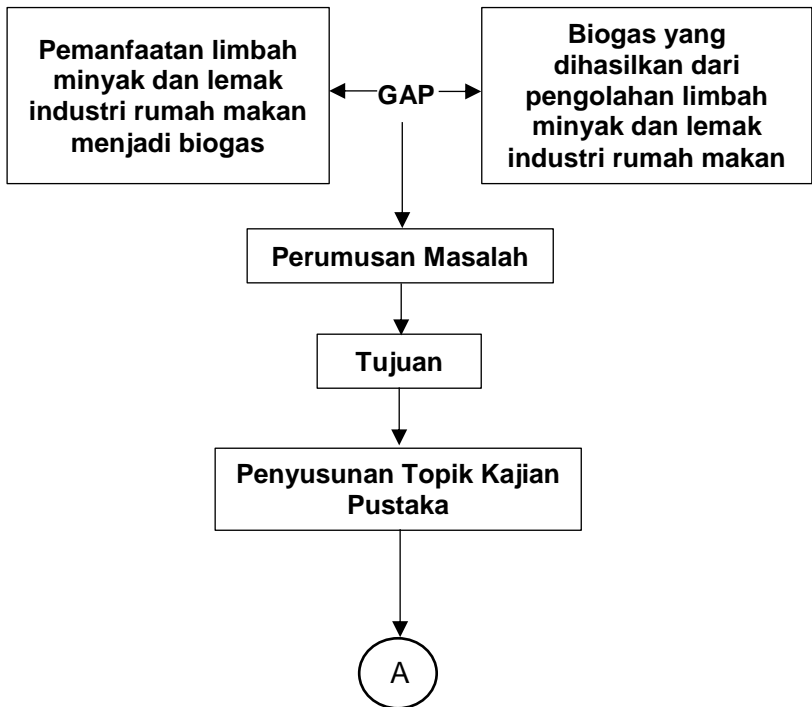 Pemanfaatan limbah
minyak dan lemak
industri rumah makan
menjadi biogas
GAP
Biogas yang
dihasilkan dari
pengolahan limbah
minyak dan lemak
industri rumah makan
Perumusan Masalah
Tujuan
Penyusunan Topik Kajian
Pustaka
A